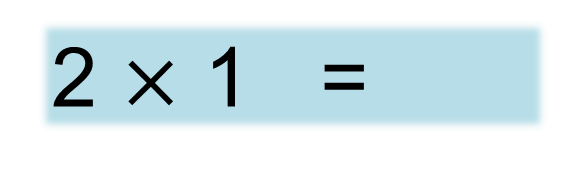 2 × 1 =